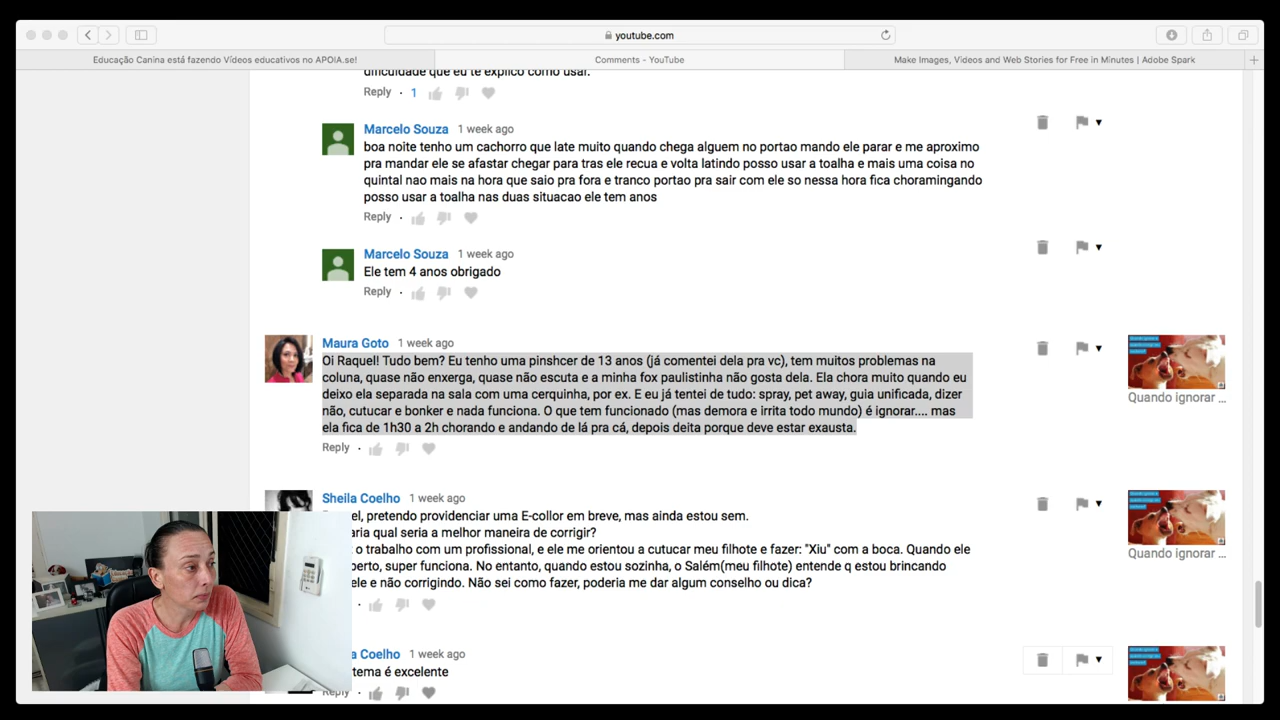 youtube.com
Educação Canina está fazendo Vídeos educativos no APOIA.se!
Comments - YouTube
Make Images, Videos and Web Stories for Free in Minutes | Adobe Spark
dificuldade que eu te explico como usar.
Reply · 1
Marcelo Souza 1 week ago
boa noite tenho um cachorro que late muito quando chega alguem no portao mando ele parar e me aproximo
pra mandar ele se afastar chegar para tras ele recua e volta latindo posso usar a toalha e mais uma coisa no
quintal nao mais na hora que saio pra fora e tranco portao pra sair com ele so nessa hora fica choramingando
posso usar a toalha nas duas situacao ele tem anos
Reply ·
Marcelo Souza 1 week ago
Ele tem 4 anos obrigado
Reply ·
Maura Goto 1 week ago
Oi Raquel! Tudo bem? Eu tenho uma pinshcer de 13 anos (já comentei dela pra vc), tem muitos problemas na
coluna, quase não enxerga, quase não escuta e a minha fox paulistinha não gosta dela. Ela chora muito quando eu
deixo ela separada na sala com uma cerquinha, por ex. E eu já tentei de tudo: spray, pet away, guia unificada, dizer
não, cutucar e bonker e nada funciona. O que tem funcionado (mas demora e irrita todo mundo) é ignorar.... mas
ela fica de 1h30 a 2h chorando e andando de lá pra cá, depois deita porque deve estar exausta.
Reply ·
Quando ignorar ...
Sheila Coelho 1 week ago
el, pretendo providenciar uma E-collor em breve, mas ainda estou sem.
aria qual seria a melhor maneira de corrigir?
o trabalho com um profissional, e ele me orientou a cutucar meu filhote e fazer: "Xiu" com a boca. Quando ele
perto, super funciona. No entanto, quando estou sozinha, o Salém(meu filhote) entende q estou brincando
ele e não corrigindo. Não sei como fazer, poderia me dar algum conselho ou dica?
Quando ignorar ...
a Coelho 1 week ago
tema é excelente
Reply ·